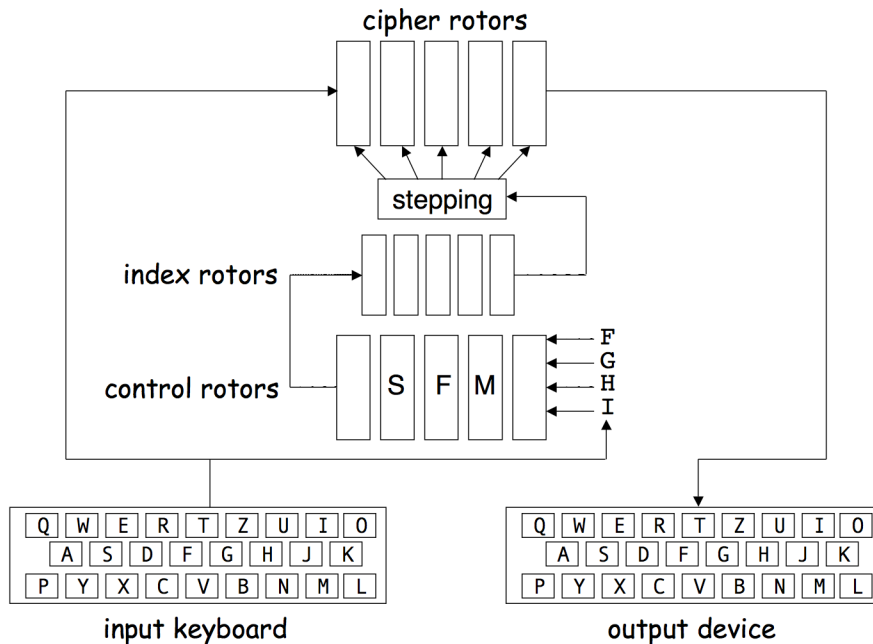 cipher rotors
stepping
index rotors
F
G
control rotors S F M H
I
Q W E R T Z U I O
A S D F G H J K
P Y X C V B N M L
input keyboard
Q W E R T Z U I O
A S D F G H J K
P Y X C V B N M L
output device